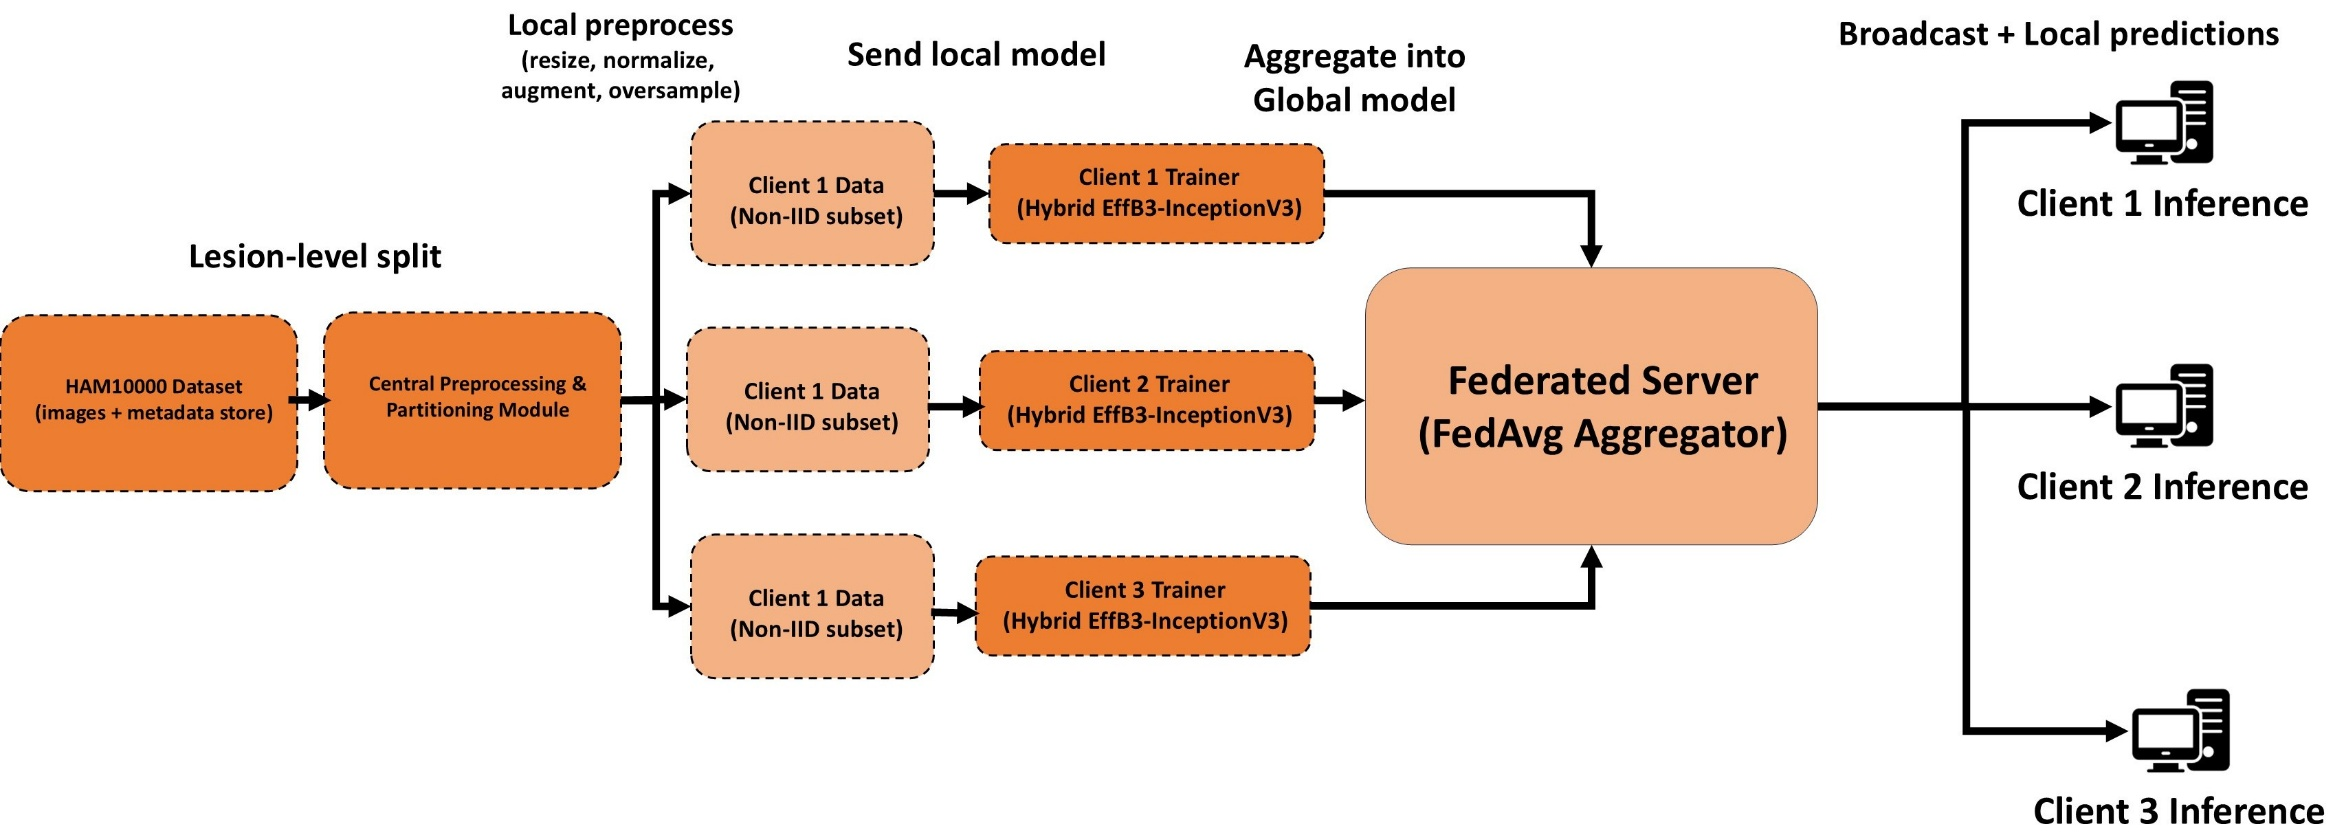 Local preprocess
(resize, normalize,
augment, oversample)
Send local model
Aggregate into
Global model
Broadcast + Local predictions
Lesion-level split
HAM10000 Dataset
(images + metadata store)
Central Preprocessing &
Partitioning Module
Client 1 Data
(Non-IID subset)
Client 1 Trainer
(Hybrid EffB3-InceptionV3)
Client 1 Data
(Non-IID subset)
Client 2 Trainer
(Hybrid EffB3-InceptionV3)
Client 1 Data
(Non-IID subset)
Client 3 Trainer
(Hybrid EffB3-InceptionV3)
Federated Server
(FedAvg Aggregator)
Client 1 Inference
Client 2 Inference
Client 3 Inference